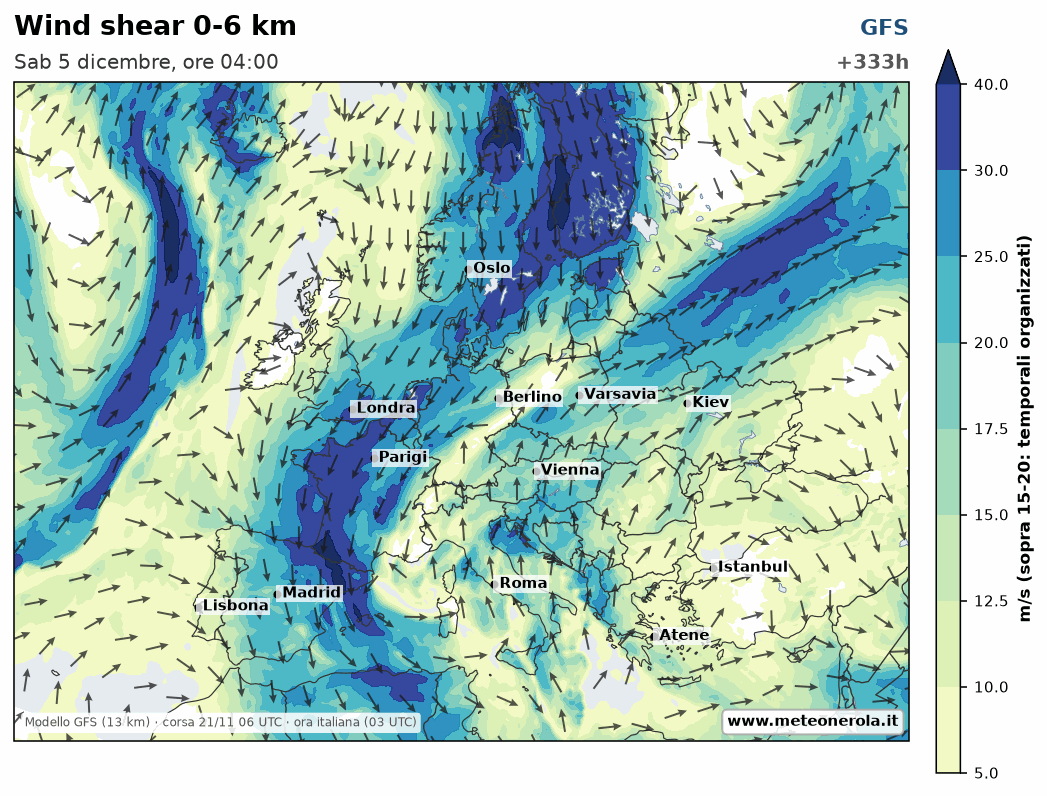 Wind shear 0-6 km
GFS
Sab 5 dicembre, ore 04:00
+333h
40.0
30.0
25.0
20.0
17.5
15.0
12.5
10.0
5.0
m/s (sopra 15-20: temporali organizzati)
Oslo
Berlino
Varsavia
Kiev
Londra
Parigi
Vienna
Istanbul
Roma
Madrid
Lisbona
Atene
Modello GFS (13 km) · corsa 21/11 06 UTC · ora italiana (03 UTC)
www.meteonerola.it